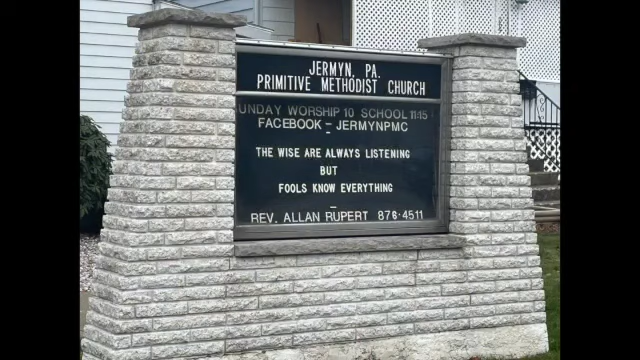 JERMYN, PA.
PRIMITIVE METHODIST CHURCH
UNDAY WORSHIP 10 SCHOOL 11:15
FACEBOOK - JERMYNPMC
THE WISE ARE ALWAYS LISTENING
BUT
FOOLS KNOW EVERYTHING
REV. ALLAN RUPERT 876-4511